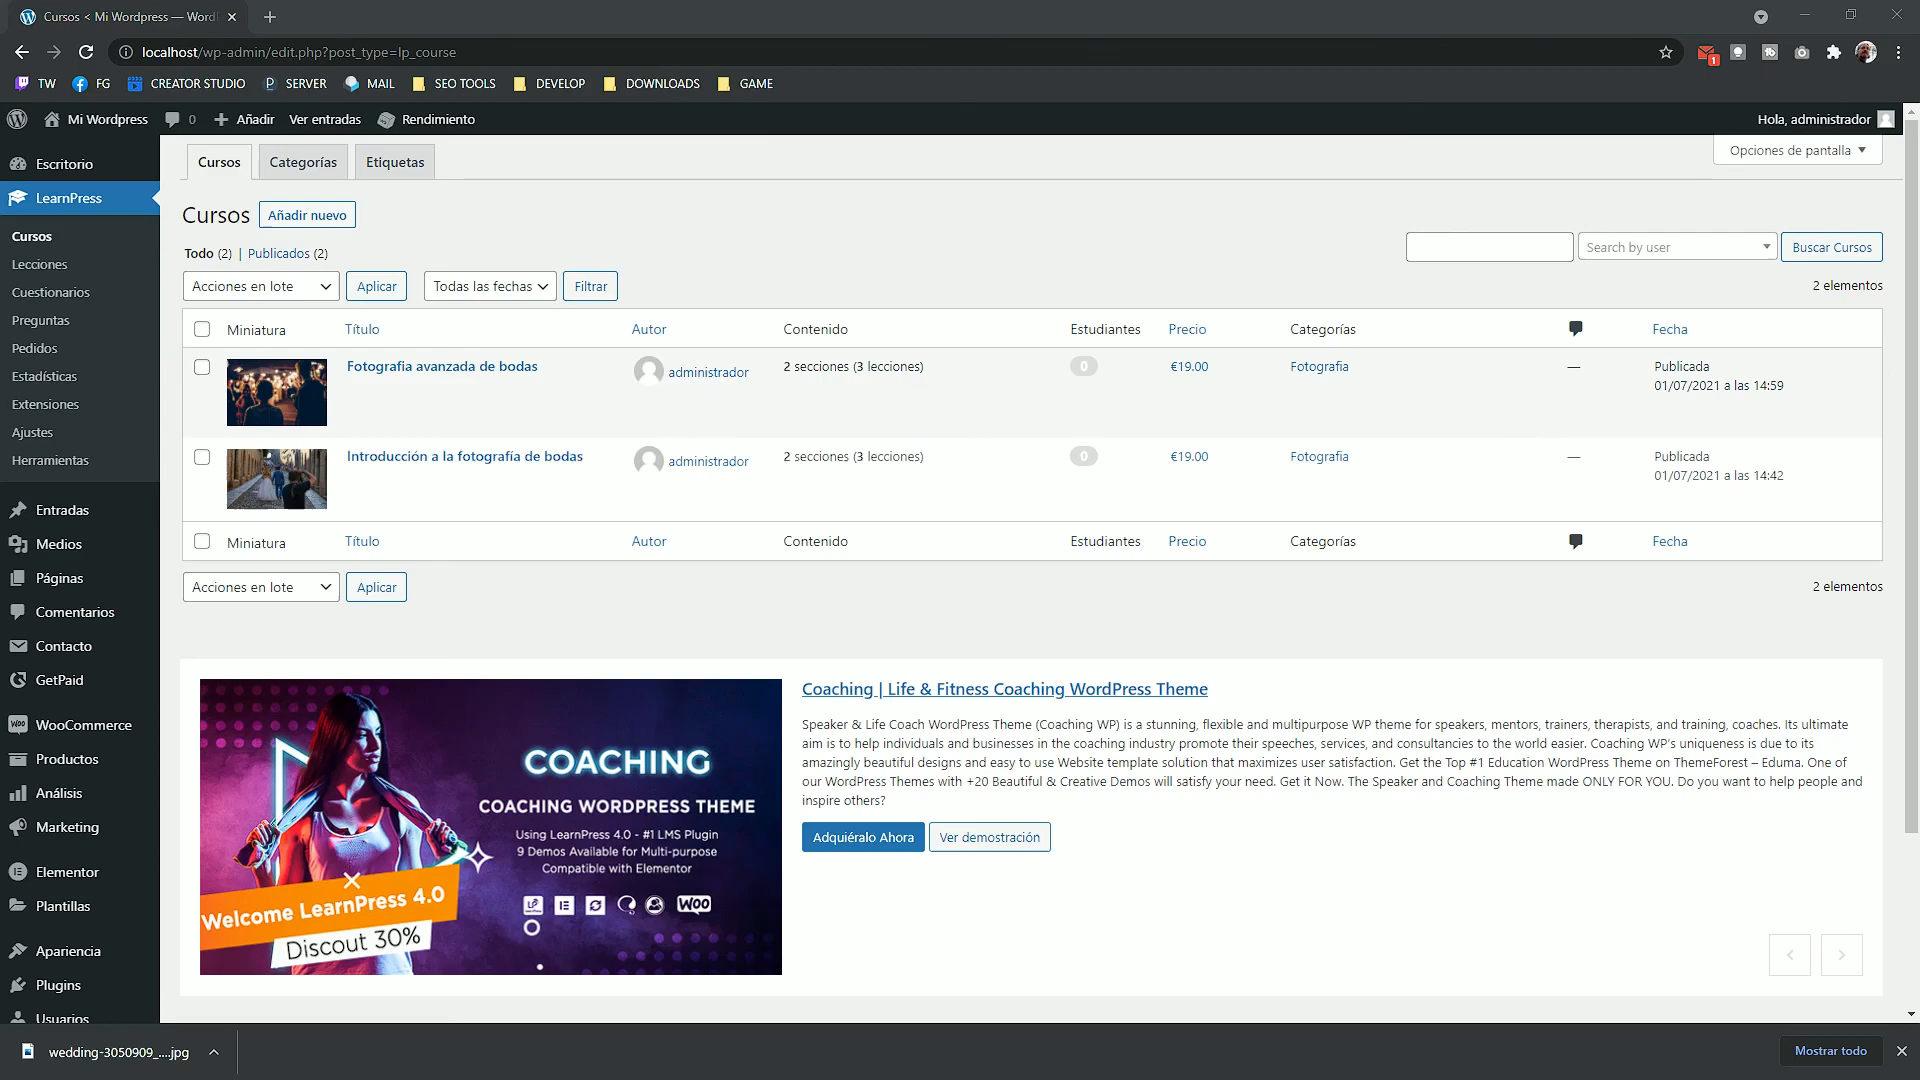 Cursos < Mi Wordpress — Word
localhost/wp-admin/edit.php?post_type=lp_course
1
TW
FG
CREATOR STUDIO
SERVER
MAIL
SEO TOOLS
DEVELOP
DOWNLOADS
GAME
Mi Wordpress
0
Añadir
Ver entradas
Rendimiento
Hola, administrador
Escritorio
LearnPress
Cursos
Lecciones
Cuestionarios
Preguntas
Pedidos
Estadísticas
Extensiones
Ajustes
Herramientas
Entradas
Medios
Páginas
Comentarios
Contacto
GetPaid
WooCommerce
Productos
Análisis
Marketing
Elementor
Plantillas
Apariencia
Plugins
Usuarios
Cursos
Categorías
Etiquetas
Opciones de pantalla
Cursos
Añadir nuevo
Todo (2) | Publicados (2)
Search by user
Buscar Cursos
Acciones en lote
Aplicar
Todas las fechas
Filtrar
2 elementos
Miniatura Título Autor Contenido Estudiantes Precio Categorías Fecha
Fotografia avanzada de bodas administrador 2 secciones (3 lecciones) 0 €19.00 Fotografia — Publicada
01/07/2021 a las 14:59
Introducción a la fotografía de bodas administrador 2 secciones (3 lecciones) 0 €19.00 Fotografia — Publicada
01/07/2021 a las 14:42
Miniatura Título Autor Contenido Estudiantes Precio Categorías Fecha
Acciones en lote
Aplicar
2 elementos
COACHING
COACHING WORDPRESS THEME
Using LearnPress 4.0 - #1 LMS Plugin
9 Demos Available for Multi-purpose
Compatible with Elementor
WOO
Welcome LearnPress 4.0
Discout 30%
Coaching | Life & Fitness Coaching WordPress Theme
Speaker & Life Coach WordPress Theme (Coaching WP) is a stunning, flexible and multipurpose WP theme for speakers, mentors, trainers, therapists, and training, coaches. Its ultimate
aim is to help individuals and businesses in the coaching industry promote their speeches, services, and consultancies to the world easier. Coaching WP's uniqueness is due to its
amazingly beautiful designs and easy to use Website template solution that maximizes user satisfaction. Get the Top #1 Education WordPress Theme on ThemeForest – Eduma. One of
our WordPress Themes with +20 Beautiful & Creative Demos will satisfy your need. Get it Now. The Speaker and Coaching Theme made ONLY FOR YOU. Do you want to help people and
inspire others?
Adquiéralo Ahora
Ver demostración
wedding-3050909_....jpg
Mostrar todo